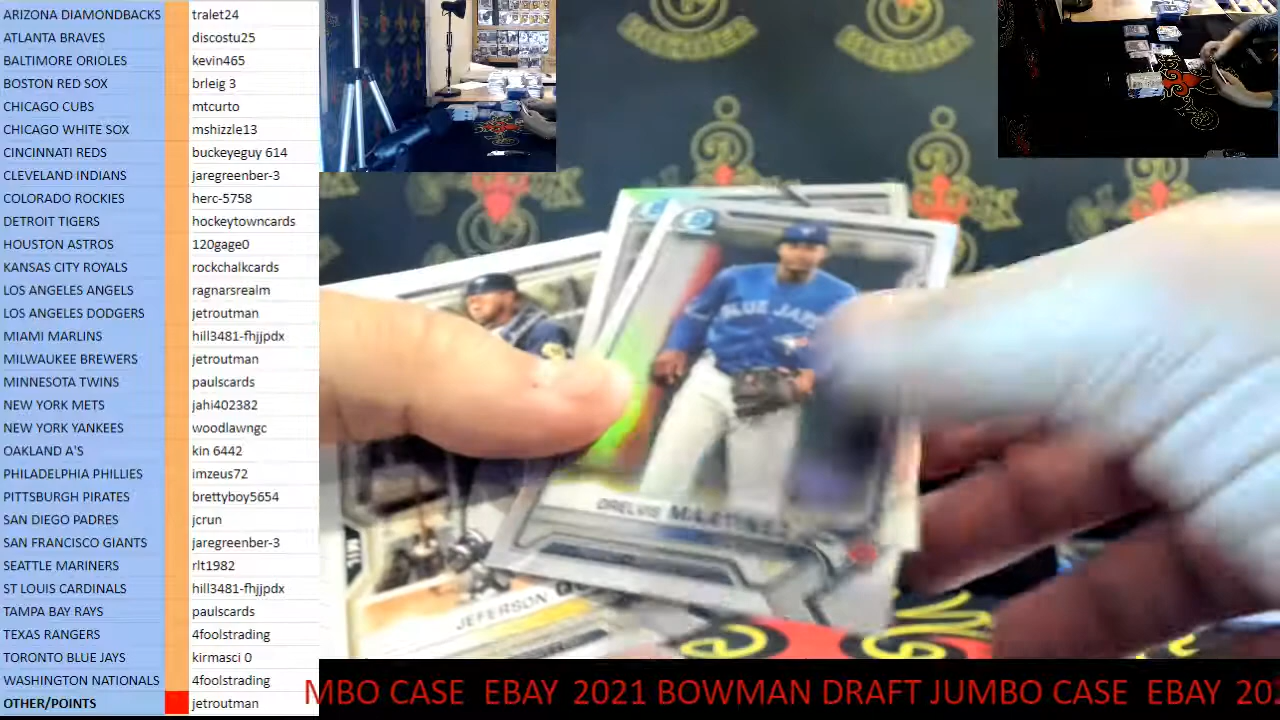 ARIZONA DIAMONDBACKS tralet24
ATLANTA BRAVES discostu25
BALTIMORE ORIOLES kevin465
BOSTON RED SOX brleig 3
CHICAGO CUBS mtcurto
CHICAGO WHITE SOX mshizzle13
CINCINNATI REDS buckeyeguy 614
CLEVELAND INDIANS jaregreenber-3
COLORADO ROCKIES herc-5758
DETROIT TIGERS hockeytowncards
HOUSTON ASTROS 120gage0
KANSAS CITY ROYALS rockchalkcards
LOS ANGELES ANGELS ragnarsrealm
LOS ANGELES DODGERS jetroutman
MIAMI MARLINS hill3481-fhjjpdx
MILWAUKEE BREWERS jetroutman
MINNESOTA TWINS paulscards
NEW YORK METS jahi402382
NEW YORK YANKEES woodlawngc
OAKLAND A'S kin 6442
PHILADELPHIA PHILLIES imzeus72
PITTSBURGH PIRATES brettyboy5654
SAN DIEGO PADRES jcrun
SAN FRANCISCO GIANTS jaregreenber-3
SEATTLE MARINERS rlt1982
ST LOUIS CARDINALS hill3481-fhjjpdx
TAMPA BAY RAYS paulscards
TEXAS RANGERS 4foolstrading
TORONTO BLUE JAYS kirmasci 0
WASHINGTON NATIONALS 4foolstrading
OTHER POINTS jetroutman
BLUE JAYS
ORELVIS MARTINEZ
JEFERSON
MBO CASE EBAY 2021 BOWMAN DRAFT JUMBO CASE EBAY 202